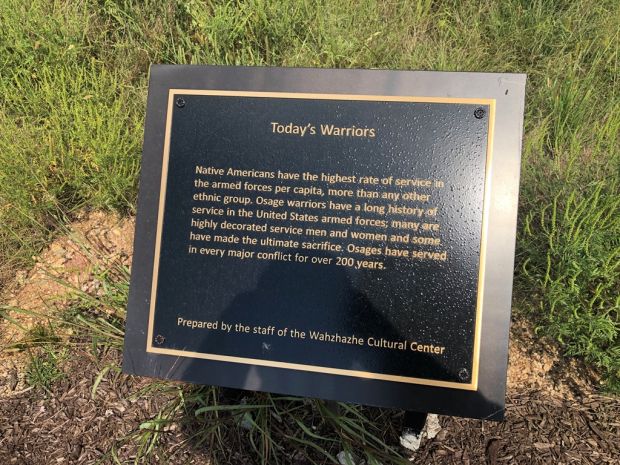 Today's Warriors
Native Americans have the highest rate of service in
the armed forces per capita, more than any other
ethnic group. Osage warriors have a long history of
service in the United States armed forces; many are
highly decorated service men and women and some
have made the ultimate sacrifice. Osages have served
in every major conflict for over 200 years.
Prepared by the staff of the Wahzhazhe Cultural Center